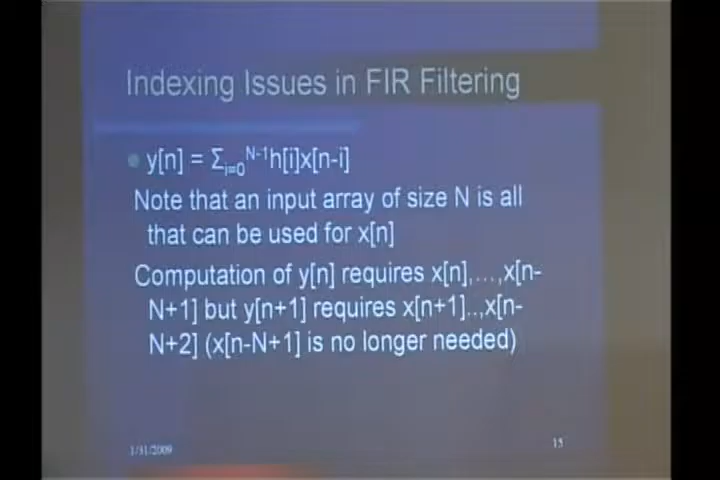 Indexing Issues in FIR Filtering
y[n] = Σi=0N-1h[i]x[n-i]
Note that an input array of size N is all
that can be used for x[n]
Computation of y[n] requires x[n],…,x[n-
N+1] but y[n+1] requires x[n+1]..,x[n-
N+2] (x[n-N+1] is no longer needed)
1/31/2009
15